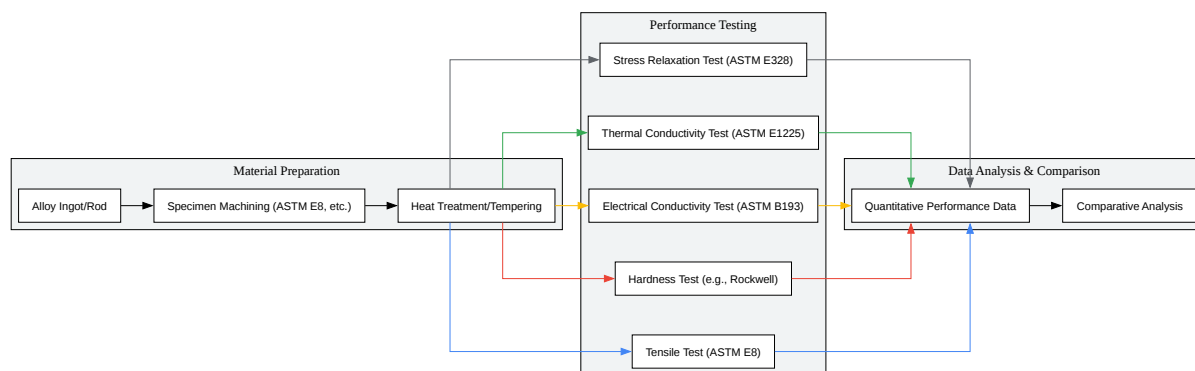 Performance Testing
Stress Relaxation Test (ASTM E328)
Thermal Conductivity Test (ASTM E1225)
Material Preparation
Data Analysis & Comparison
Alloy Ingot/Rod
Specimen Machining (ASTM E8, etc.)
Heat Treatment/Tempering
Electrical Conductivity Test (ASTM B193)
Quantitative Performance Data
Comparative Analysis
Hardness Test (e.g., Rockwell)
Tensile Test (ASTM E8)